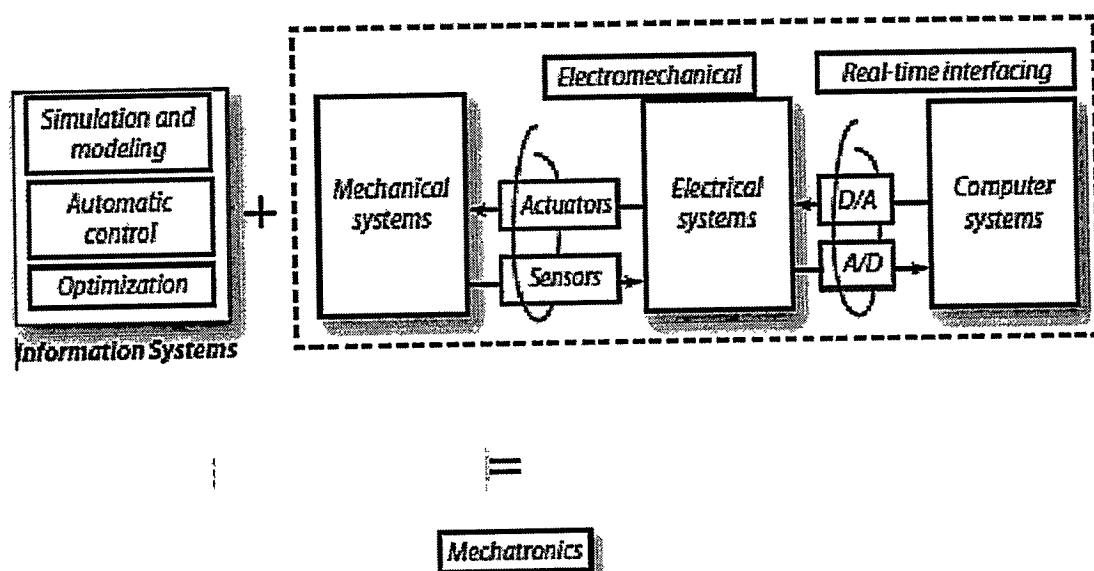 Electromechanical
Real-time interfacing
Simulation and
modeling
Automatic
control
Optimization
Information Systems
+
Mechanical
systems
Actuators
Sensors
Electrical
systems
D/A
A/D
Computer
systems
=
Mechatronics